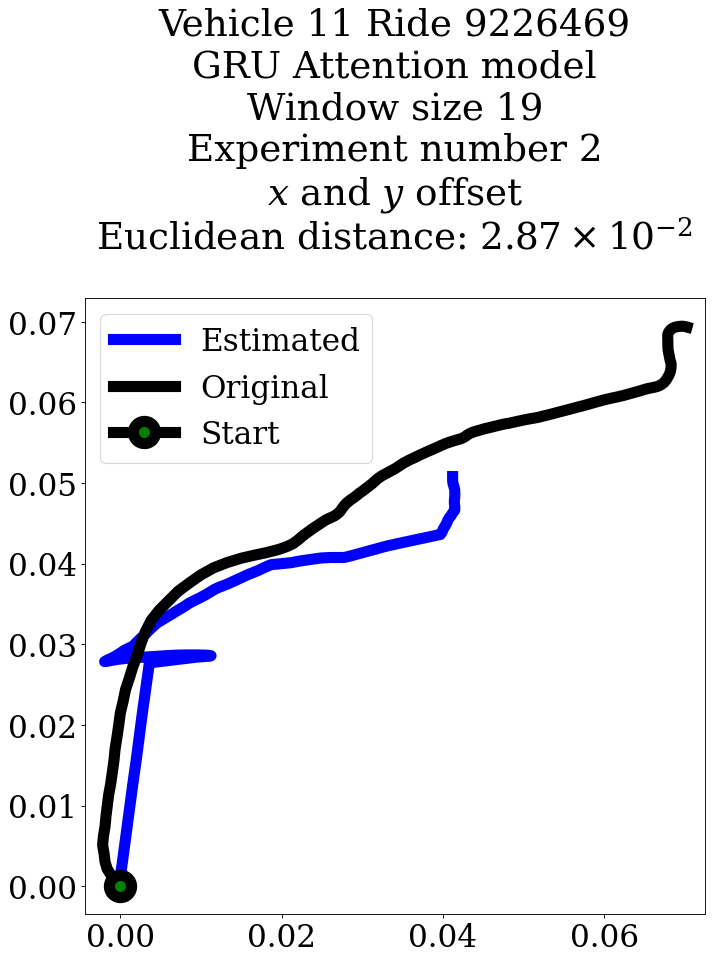 Vehicle 11 Ride 9226469
GRU Attention model
Window size 19
Experiment number 2
x and y offset
Euclidean distance: 2.87 × 10⁻²
Estimated
Original
Start
0.07
0.06
0.05
0.04
0.03
0.02
0.01
0.00
0.00 0.02 0.04 0.06